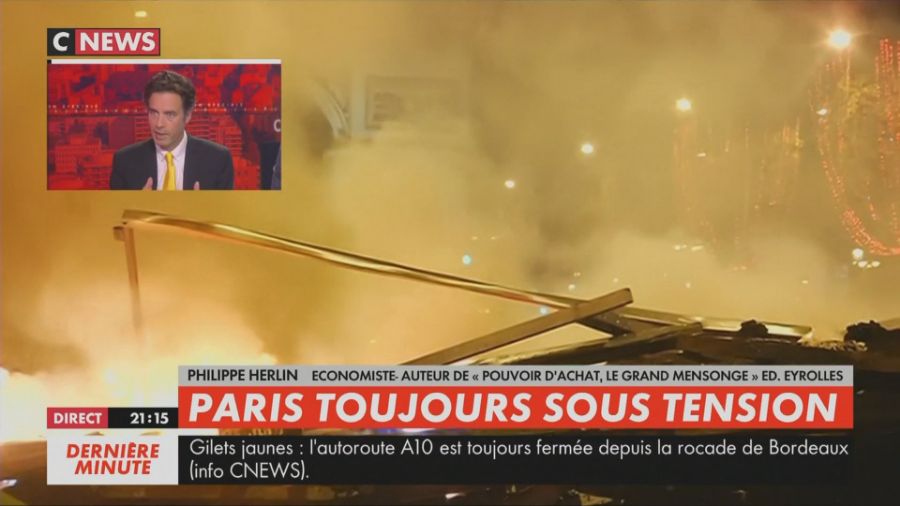 CNEWS
PHILIPPE HERLIN ECONOMISTE- AUTEUR DE « POUVOIR D'ACHAT, LE GRAND MENSONGE » ED. EYROLLES
PARIS TOUJOURS SOUS TENSION
DIRECT 21:15
DERNIÈRE
MINUTE
Gilets jaunes : l'autoroute A10 est toujours fermée depuis la rocade de Bordeaux
(info CNEWS).